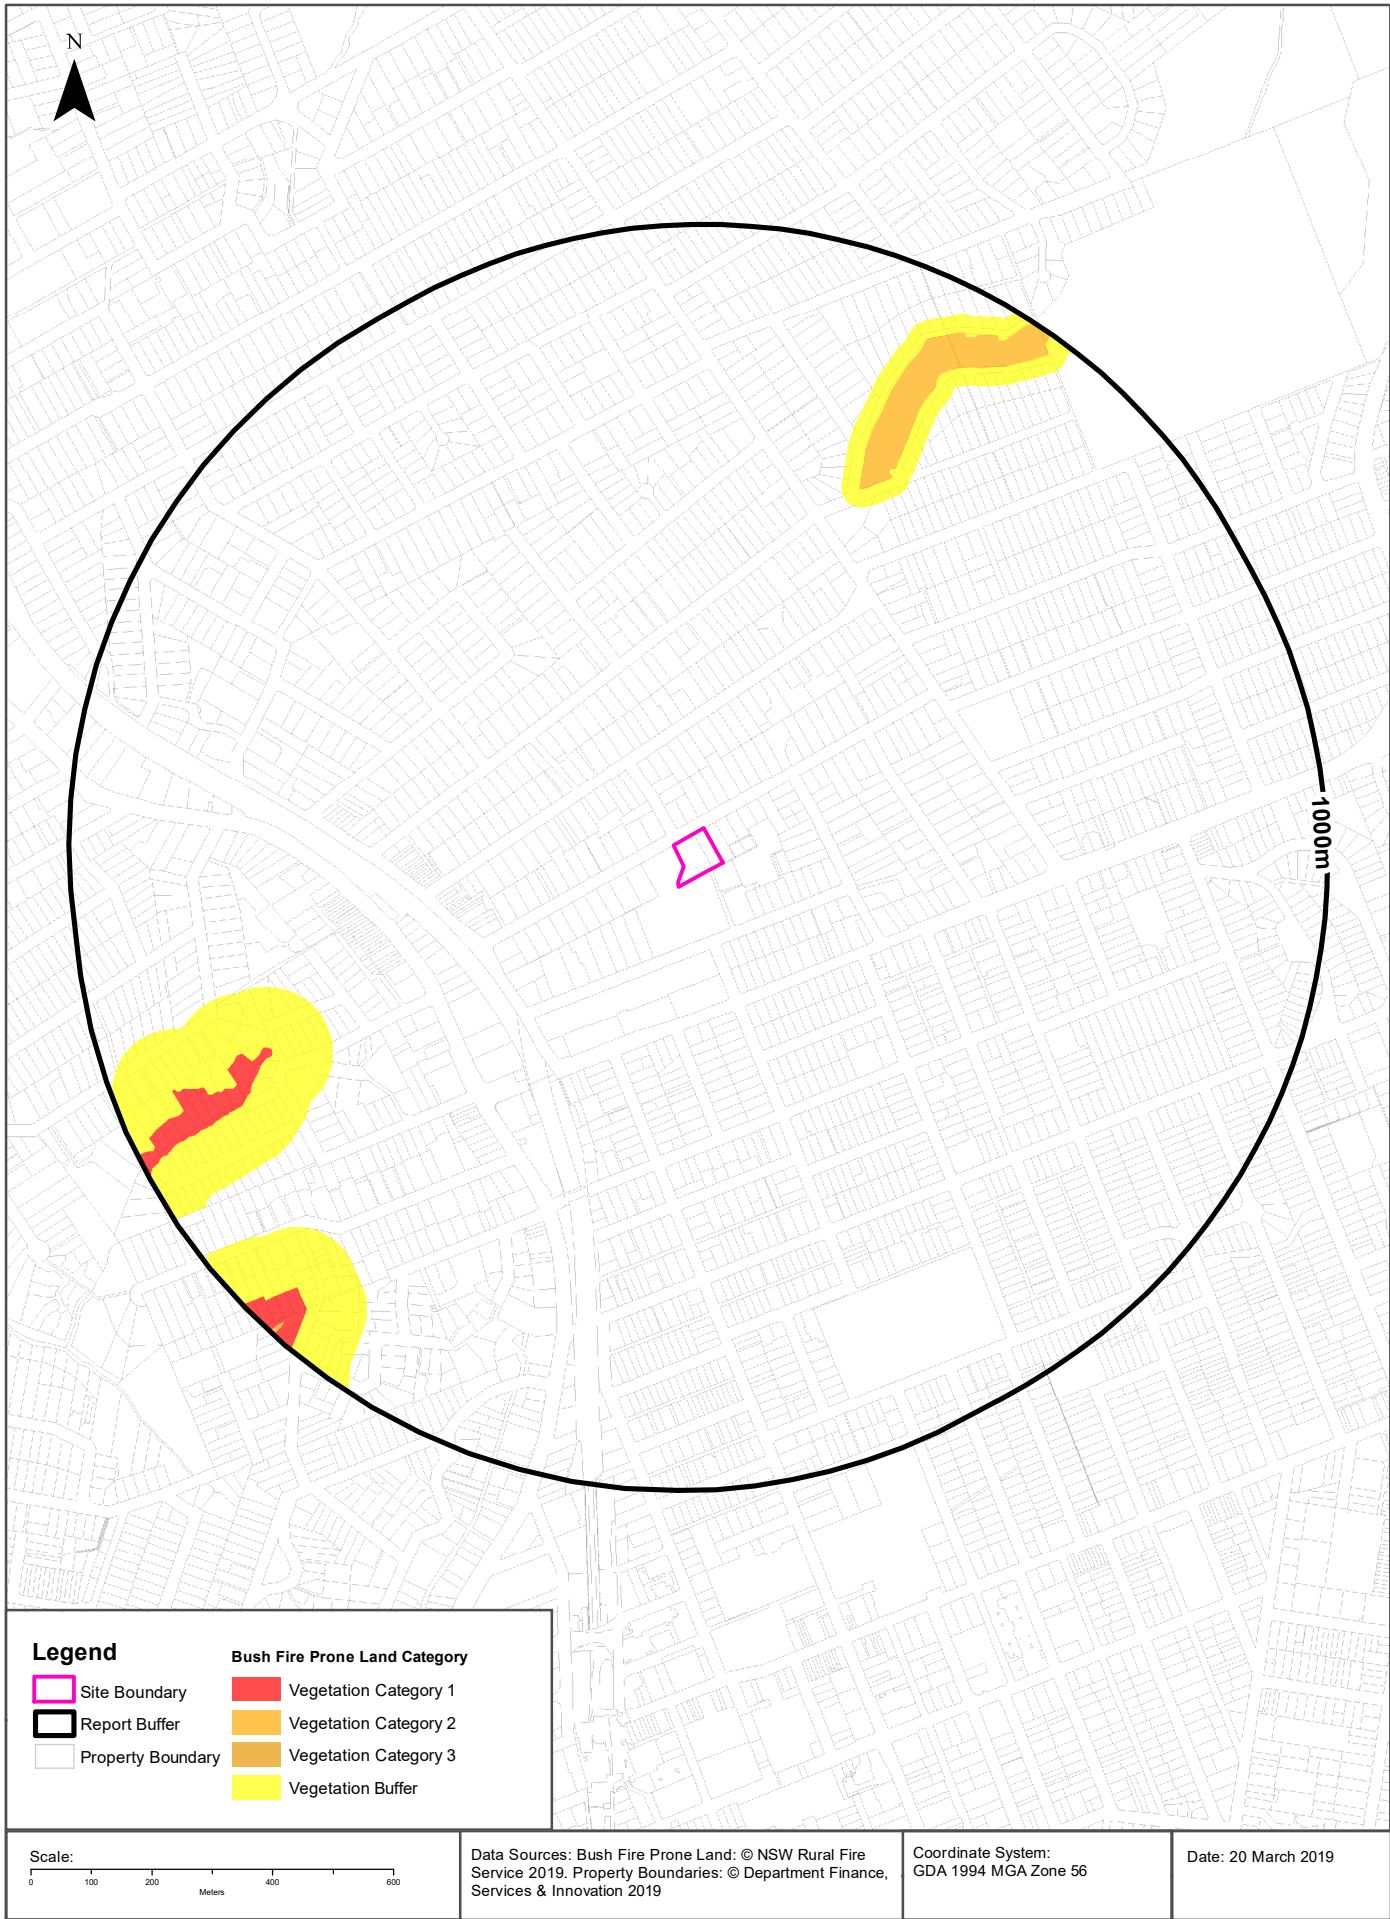 N
1000m
Legend
Site Boundary
Report Buffer
Property Boundary
Bush Fire Prone Land Category
Vegetation Category 1
Vegetation Category 2
Vegetation Category 3
Vegetation Buffer
Scale:
0 100 200 400 600
Meters
Data Sources: Bush Fire Prone Land: © NSW Rural Fire
Service 2019. Property Boundaries: © Department Finance,
Services & Innovation 2019
Coordinate System:
GDA 1994 MGA Zone 56
Date: 20 March 2019